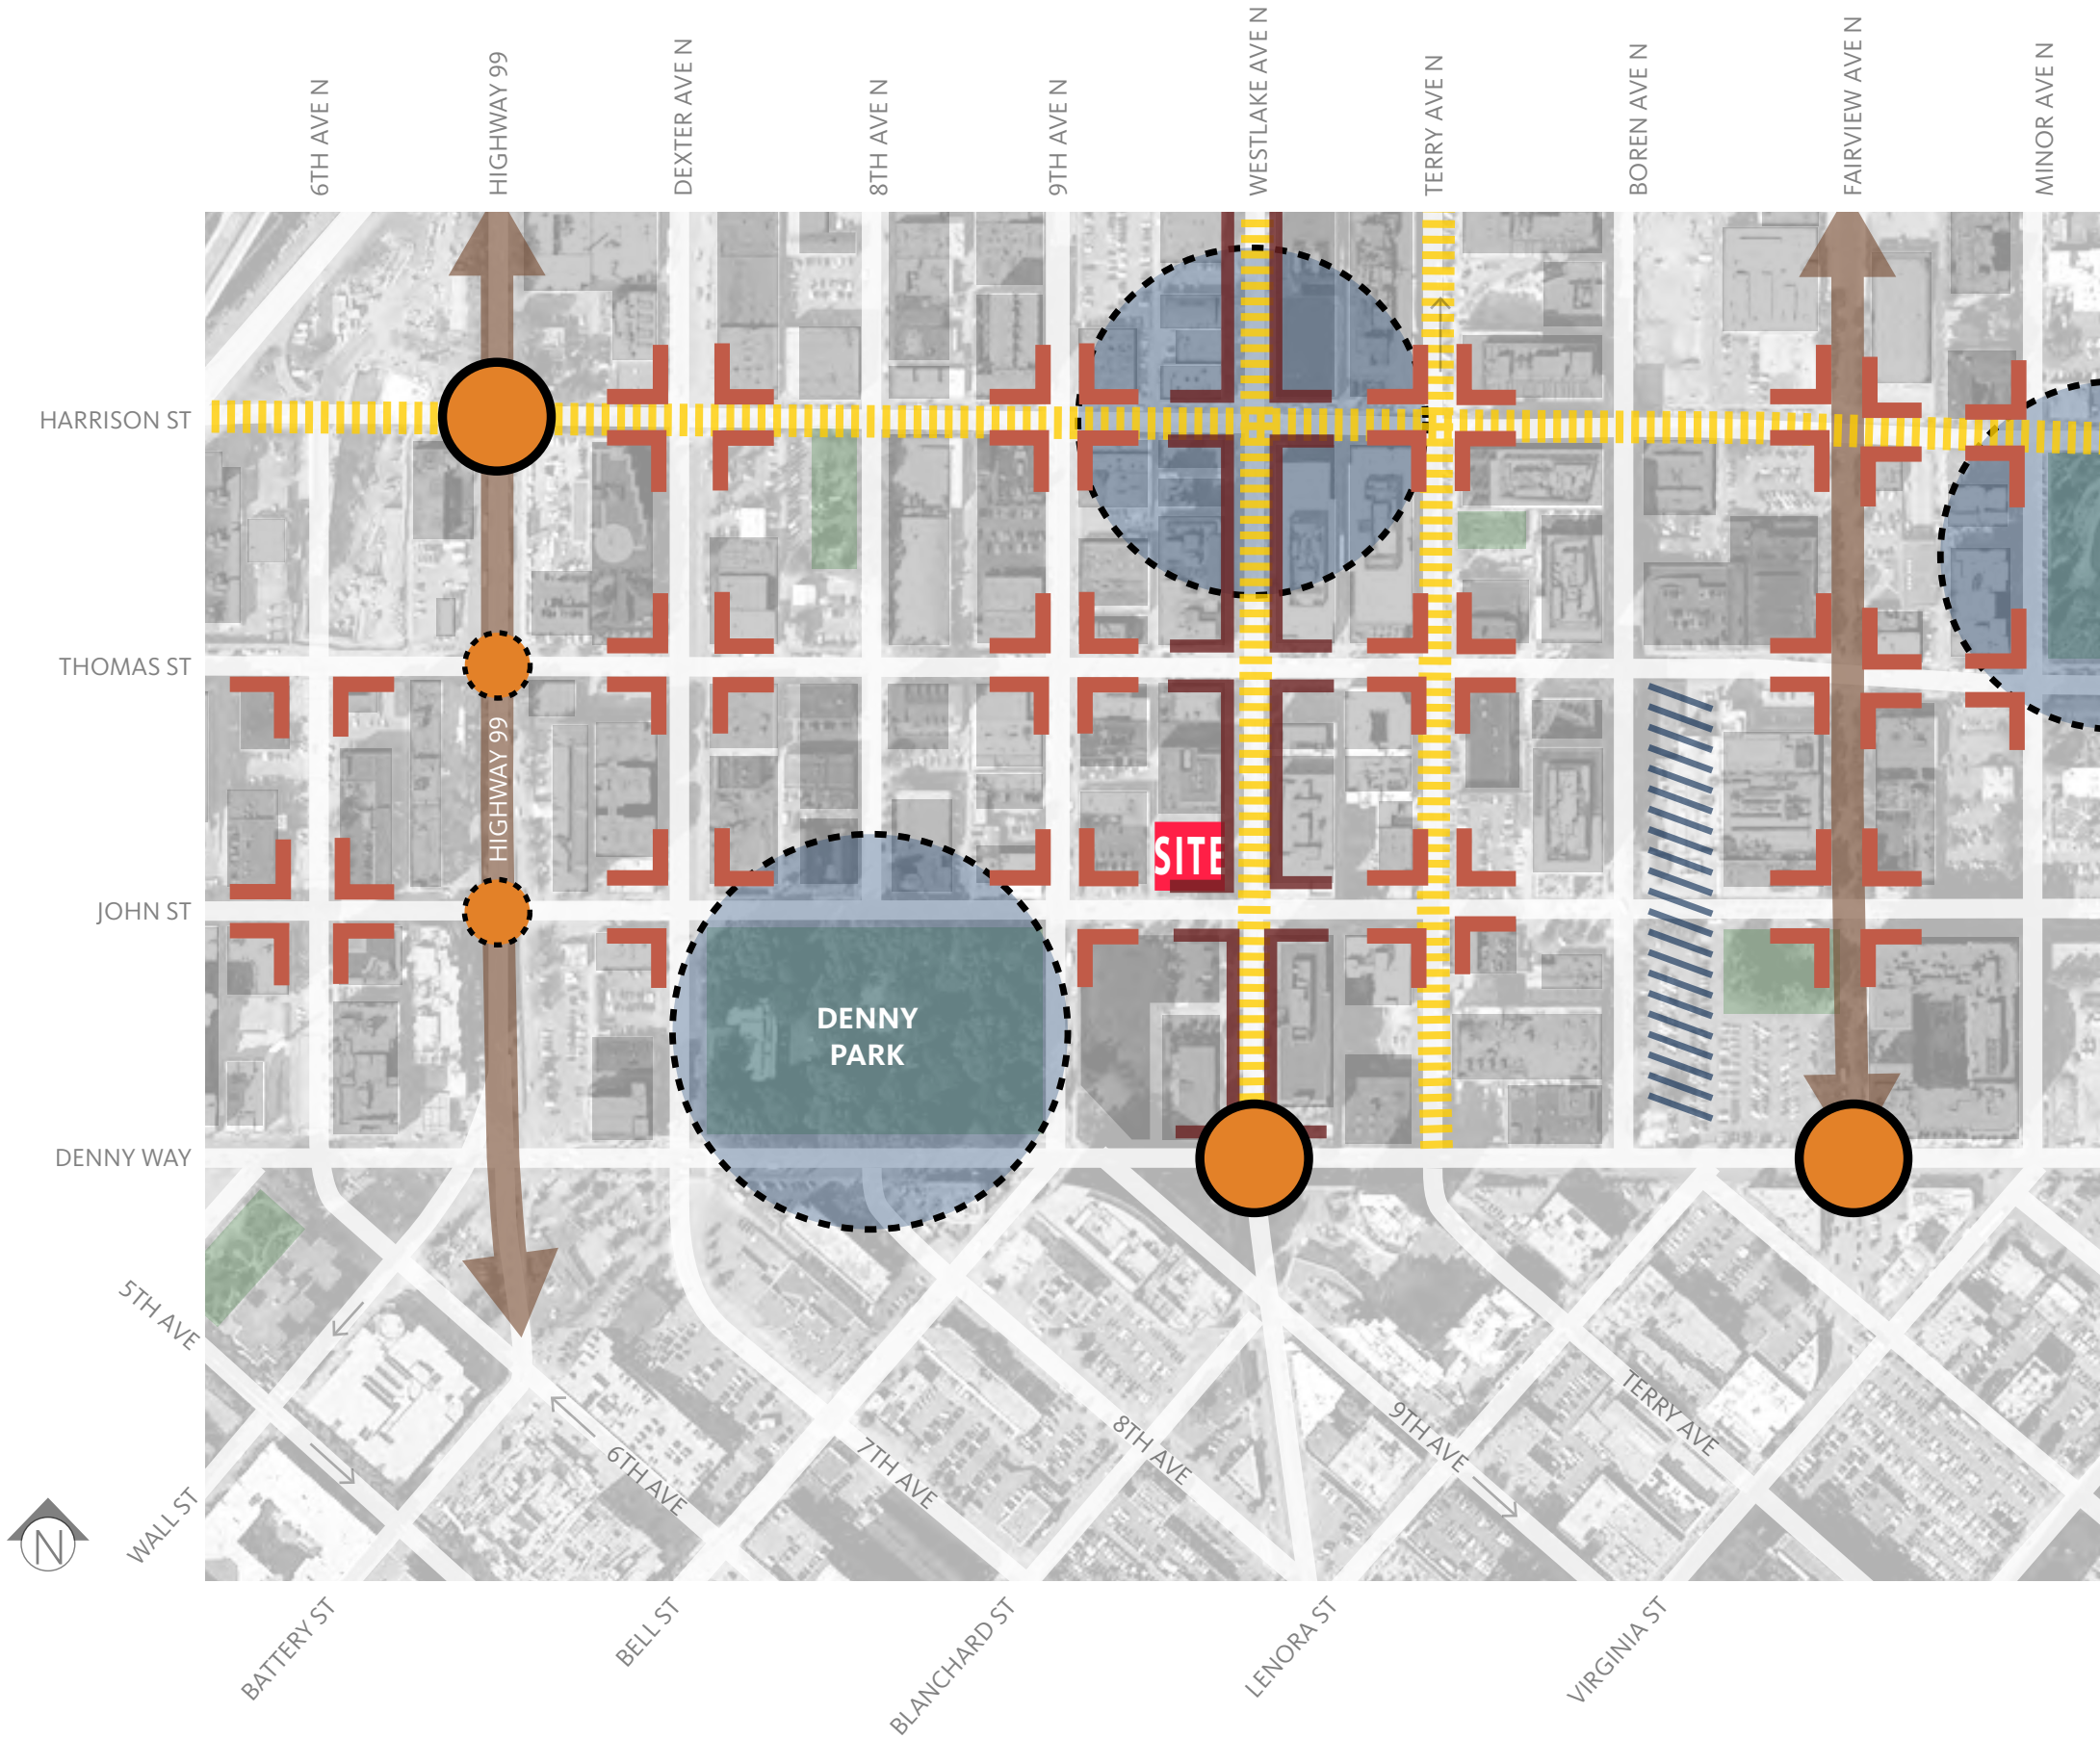 6TH AVE N
HIGHWAY 99
DEXTER AVE N
8TH AVE N
9TH AVE N
WESTLAKE AVE N
TERRY AVE N
BOREN AVE N
FAIRVIEW AVE N
MINOR AVE N
HARRISON ST
THOMAS ST
HIGHWAY 99
SITE
JOHN ST
DENNY
PARK
DENNY WAY
5TH AVE
6TH AVE
7TH AVE
8TH AVE
9TH AVE
TERRY AVE
WALL ST
N
BATTERY ST
BELL ST
BLANCHARD ST
LENORA ST
VIRGINIA ST